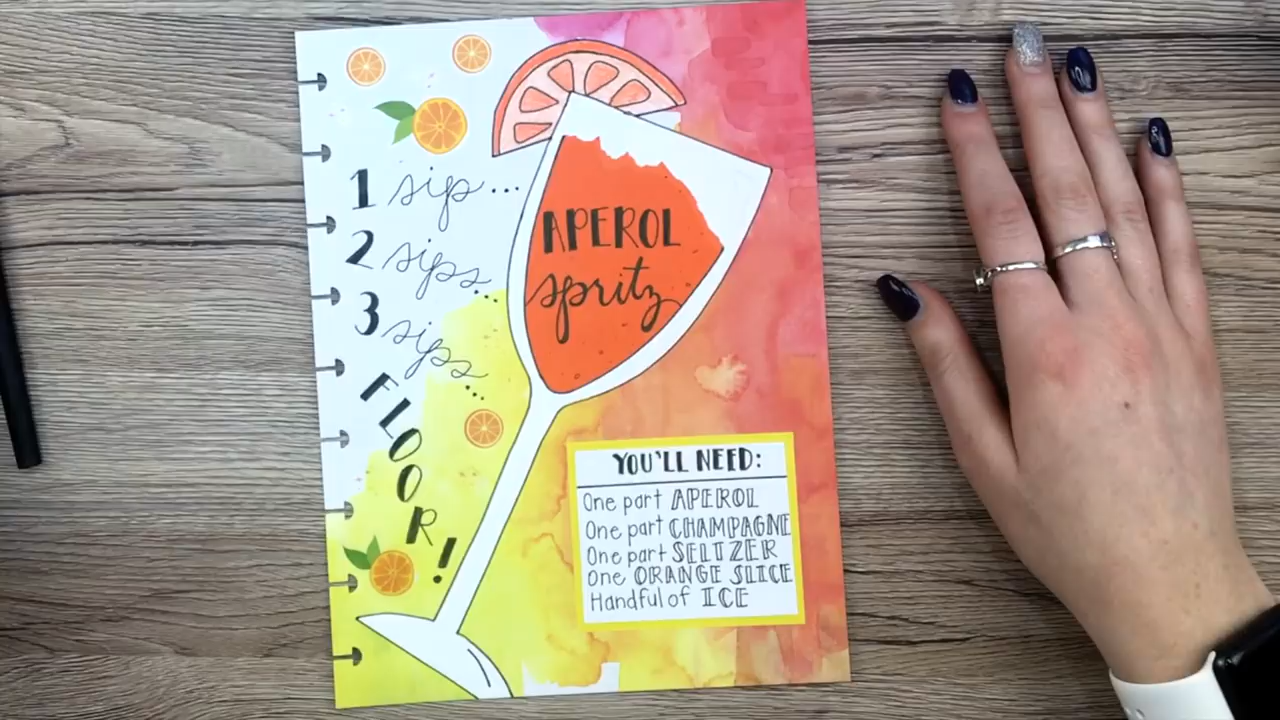 1 sip...
2 sips...
3 sips...
FLOOR!
APEROL
spritz
YOU'LL NEED:
One part APEROL
One part CHAMPAGNE
One part SELTZER
One ORANGE SLICE
Handful of ICE